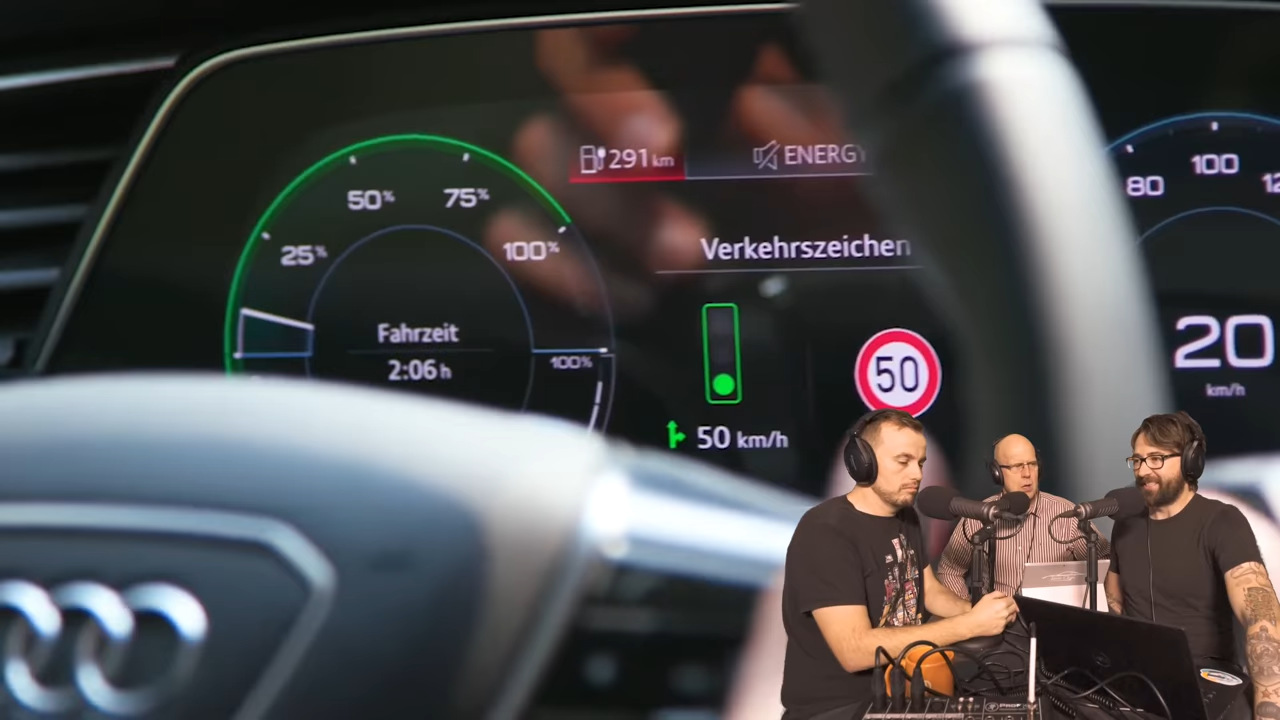 291 km
ENERGY
80
100
50%
75%
25%
100%
Verkehrszeichen
50
20
km/h
Fahrzeit
2:06 h
100%
50 km/h